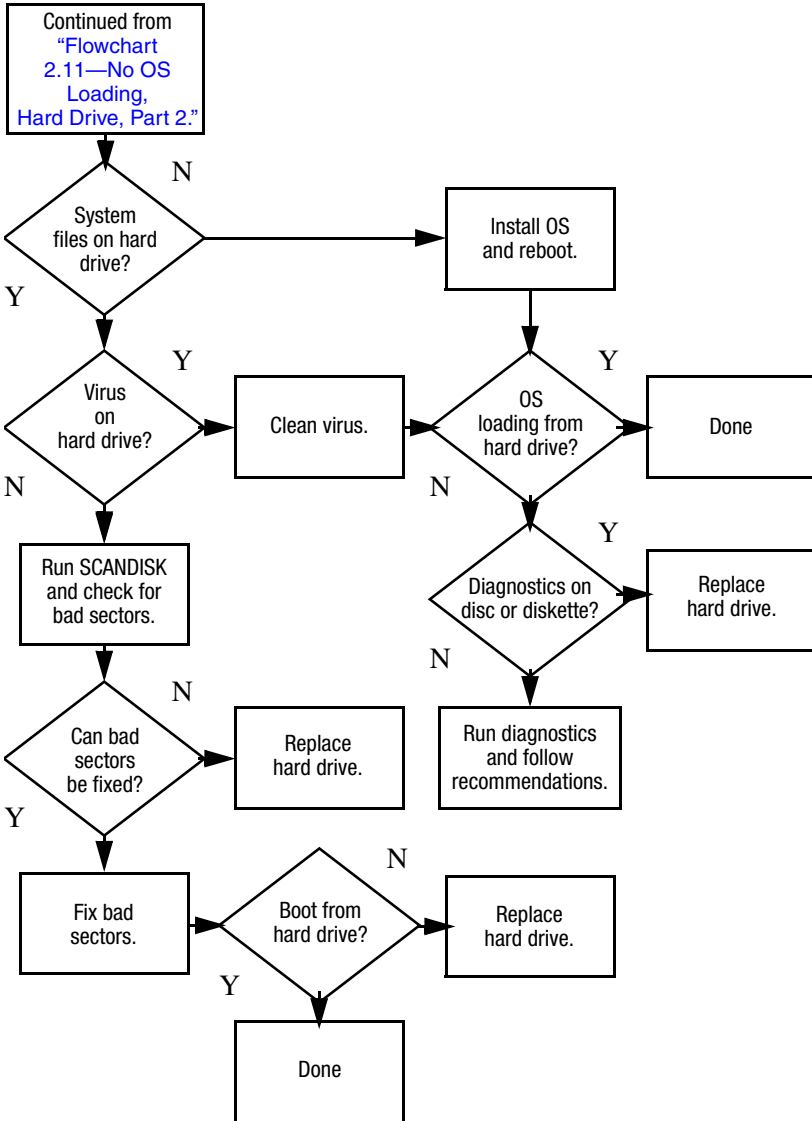 Continued from
“Flowchart
2.11—No OS
Loading,
Hard Drive, Part 2.”
N
System
files on hard
drive?
Install OS
and reboot.
Y
Y
Virus
on
hard drive?
Clean virus.
Y
OS
loading from
hard drive?
Done
N
N
Run SCANDISK
and check for
bad sectors.
Y
Diagnostics on
disc or diskette?
Replace
hard drive.
N
N
Can bad
sectors
be fixed?
Replace
hard drive.
Run diagnostics
and follow
recommendations.
Y
Fix bad
sectors.
N
Boot from
hard drive?
Replace
hard drive.
Y
Done